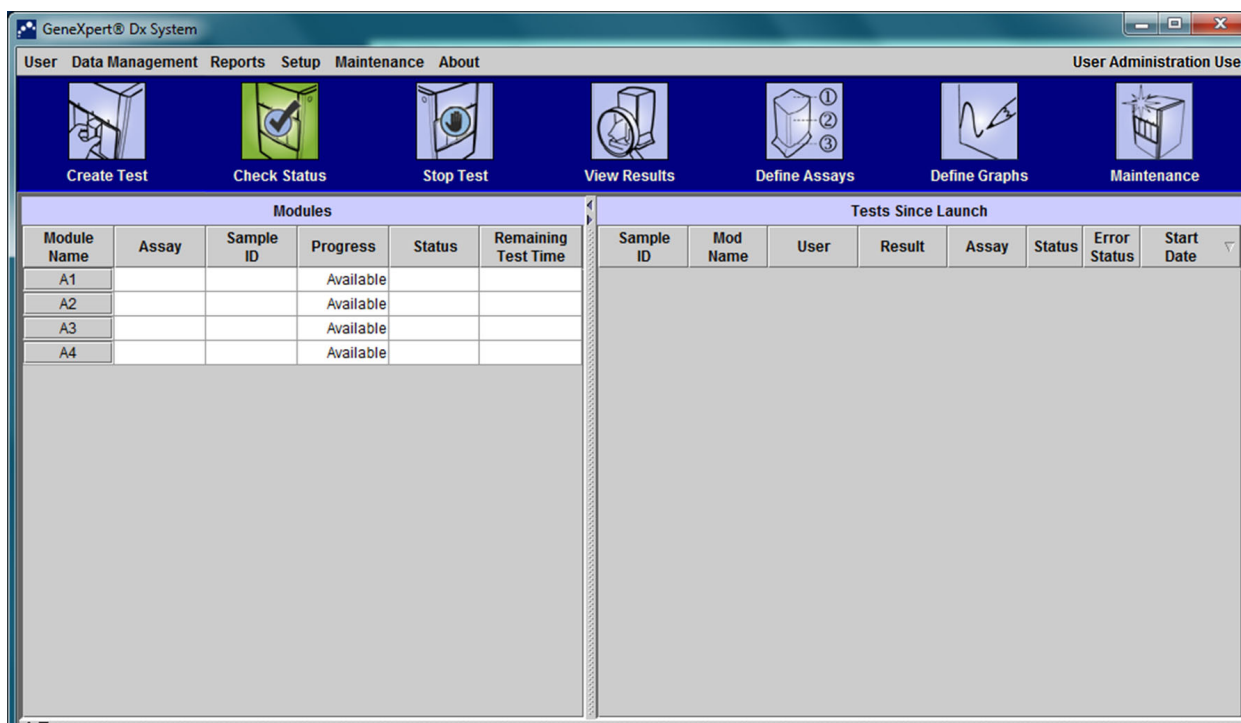 GeneXpert® Dx System
User Data Management Reports Setup Maintenance About User Administration Use
① ② ③
Create Test Check Status Stop Test View Results Define Assays Define Graphs Maintenance
Modules Tests Since Launch
Module Name Assay Sample ID Progress Status Remaining Test Time Sample ID Mod Name User Result Assay Status Error Status Start Date
A1 Available
A2 Available
A3 Available
A4 Available